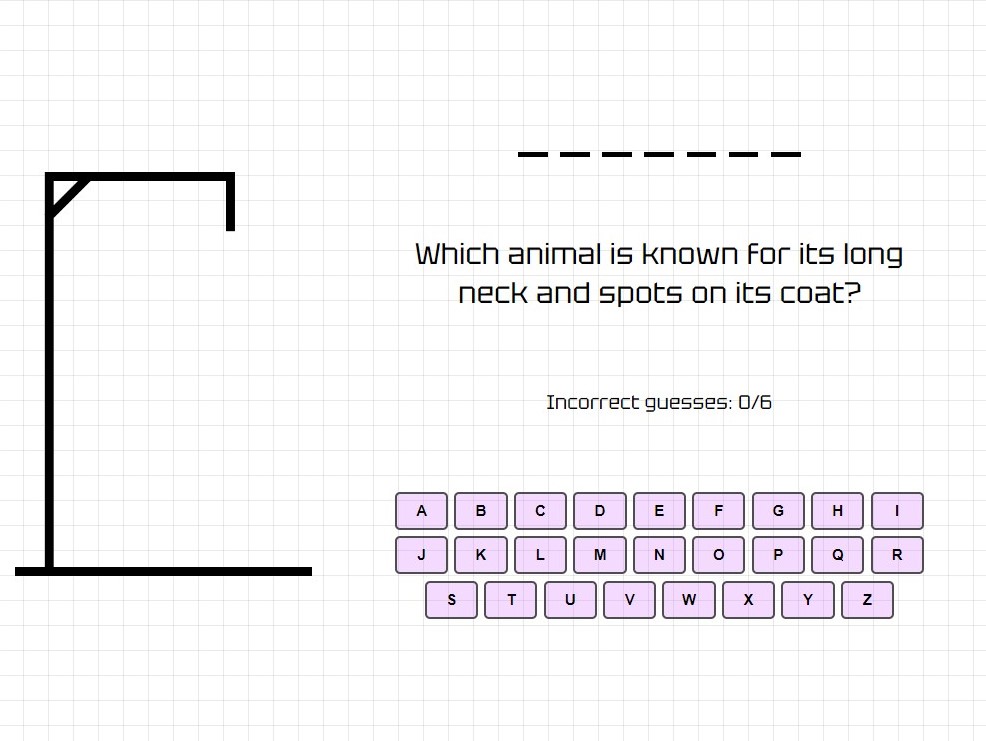 _ _ _ _ _ _ _
Which animal is known for its long
neck and spots on its coat?
Incorrect guesses: 0/6
A B C D E F G H I
J K L M N O P Q R
S T U V W X Y Z